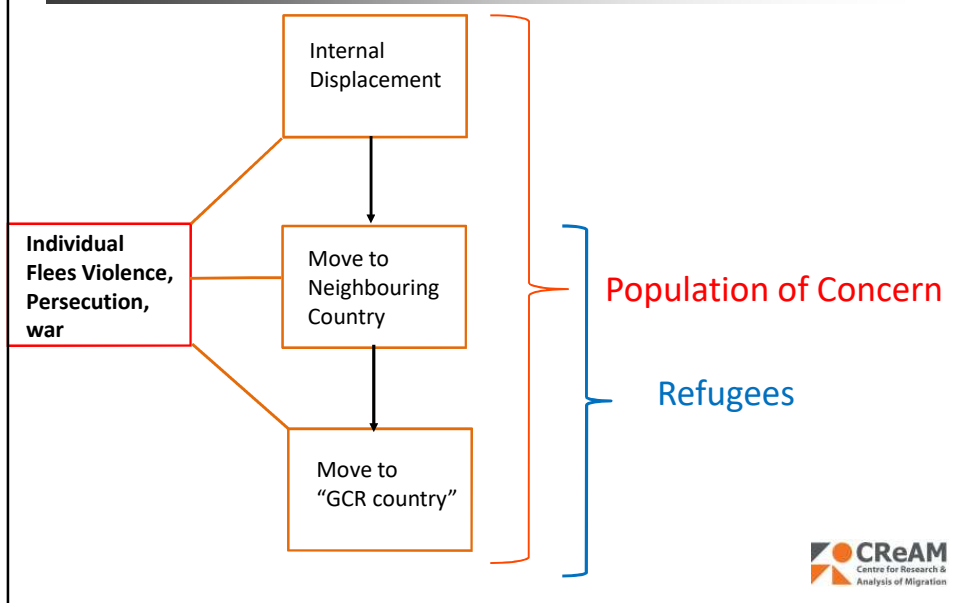 Internal
Displacement
Individual
Flees Violence,
Persecution,
war
Move to
Neighbouring
Country
Population of Concern
Refugees
Move to
“GCR country”
CReAM
Centre for Research &
Analysis of Migration